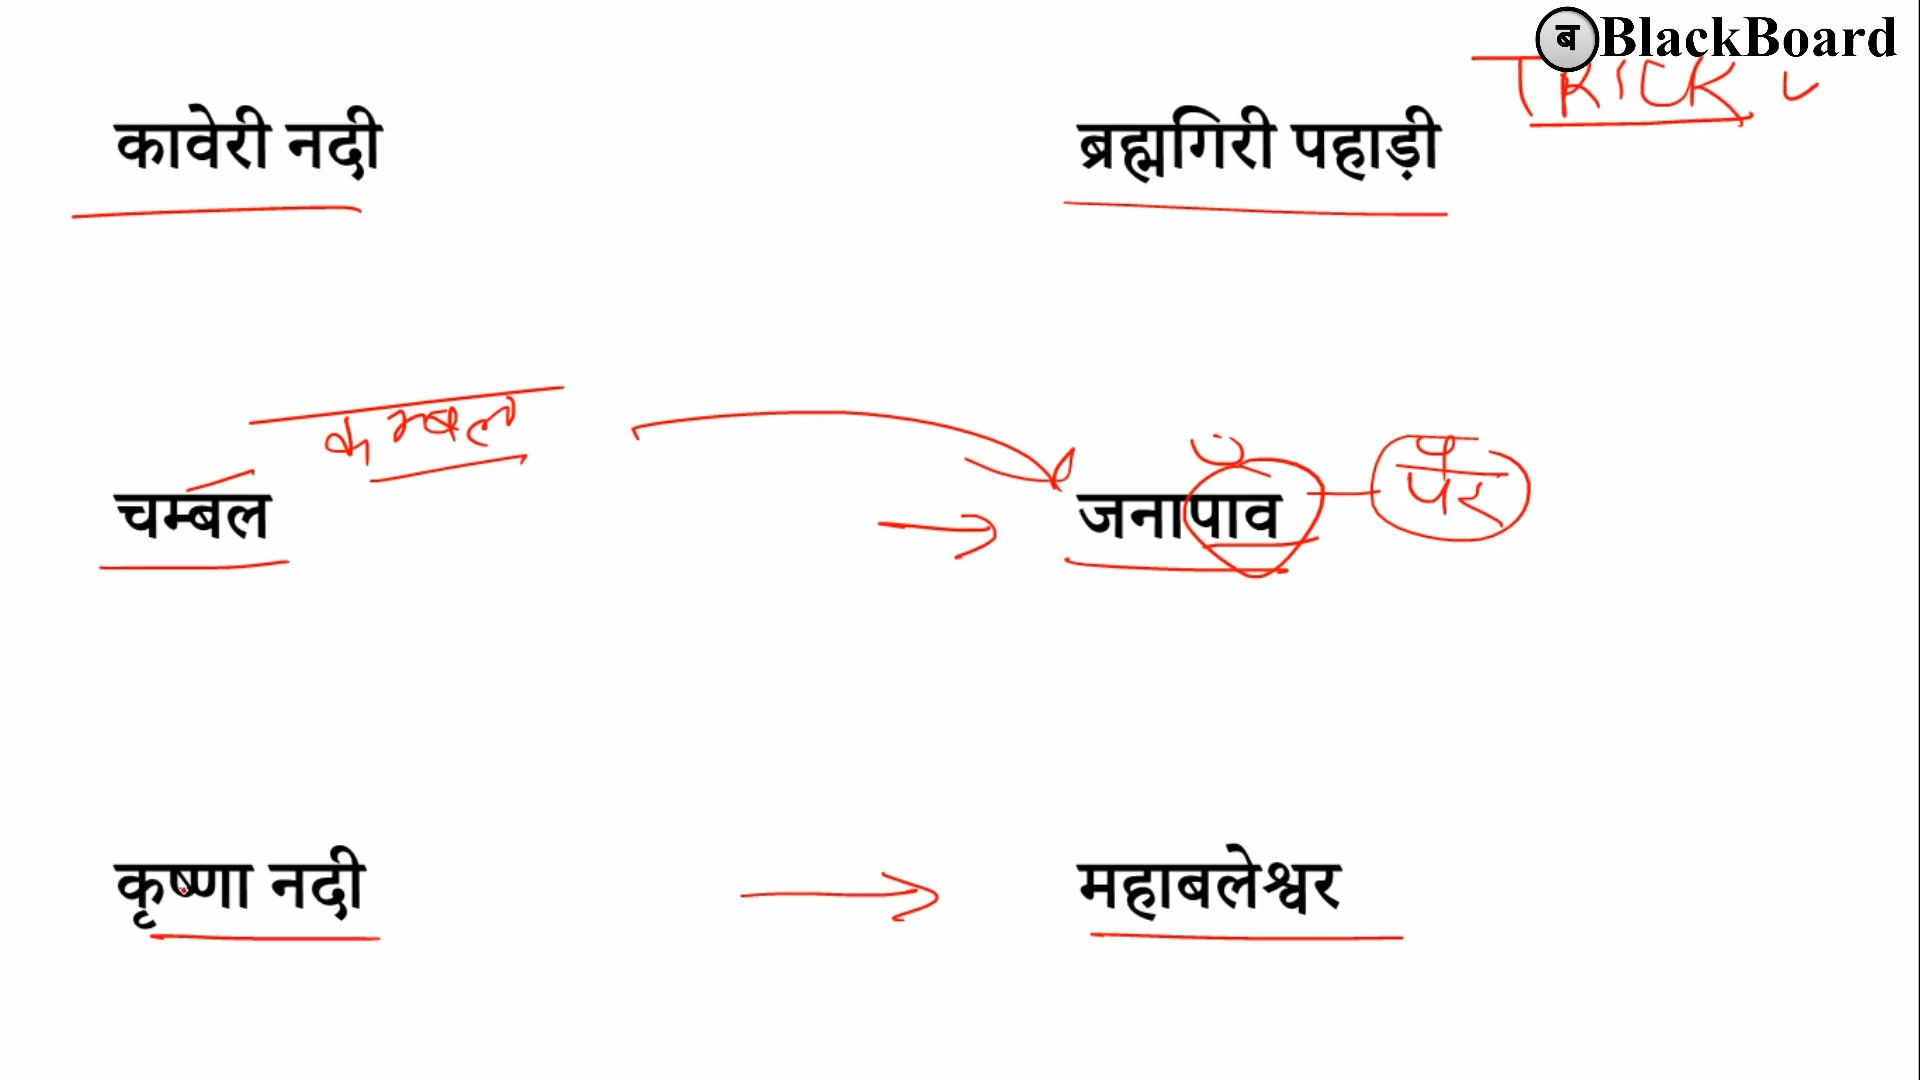 ब BlackBoard
TRICK
कावेरी नदी ब्रह्मगिरी पहाड़ी
कम्बल
चम्बल जनापाव पैर
कृष्णा नदी महाबलेश्वर